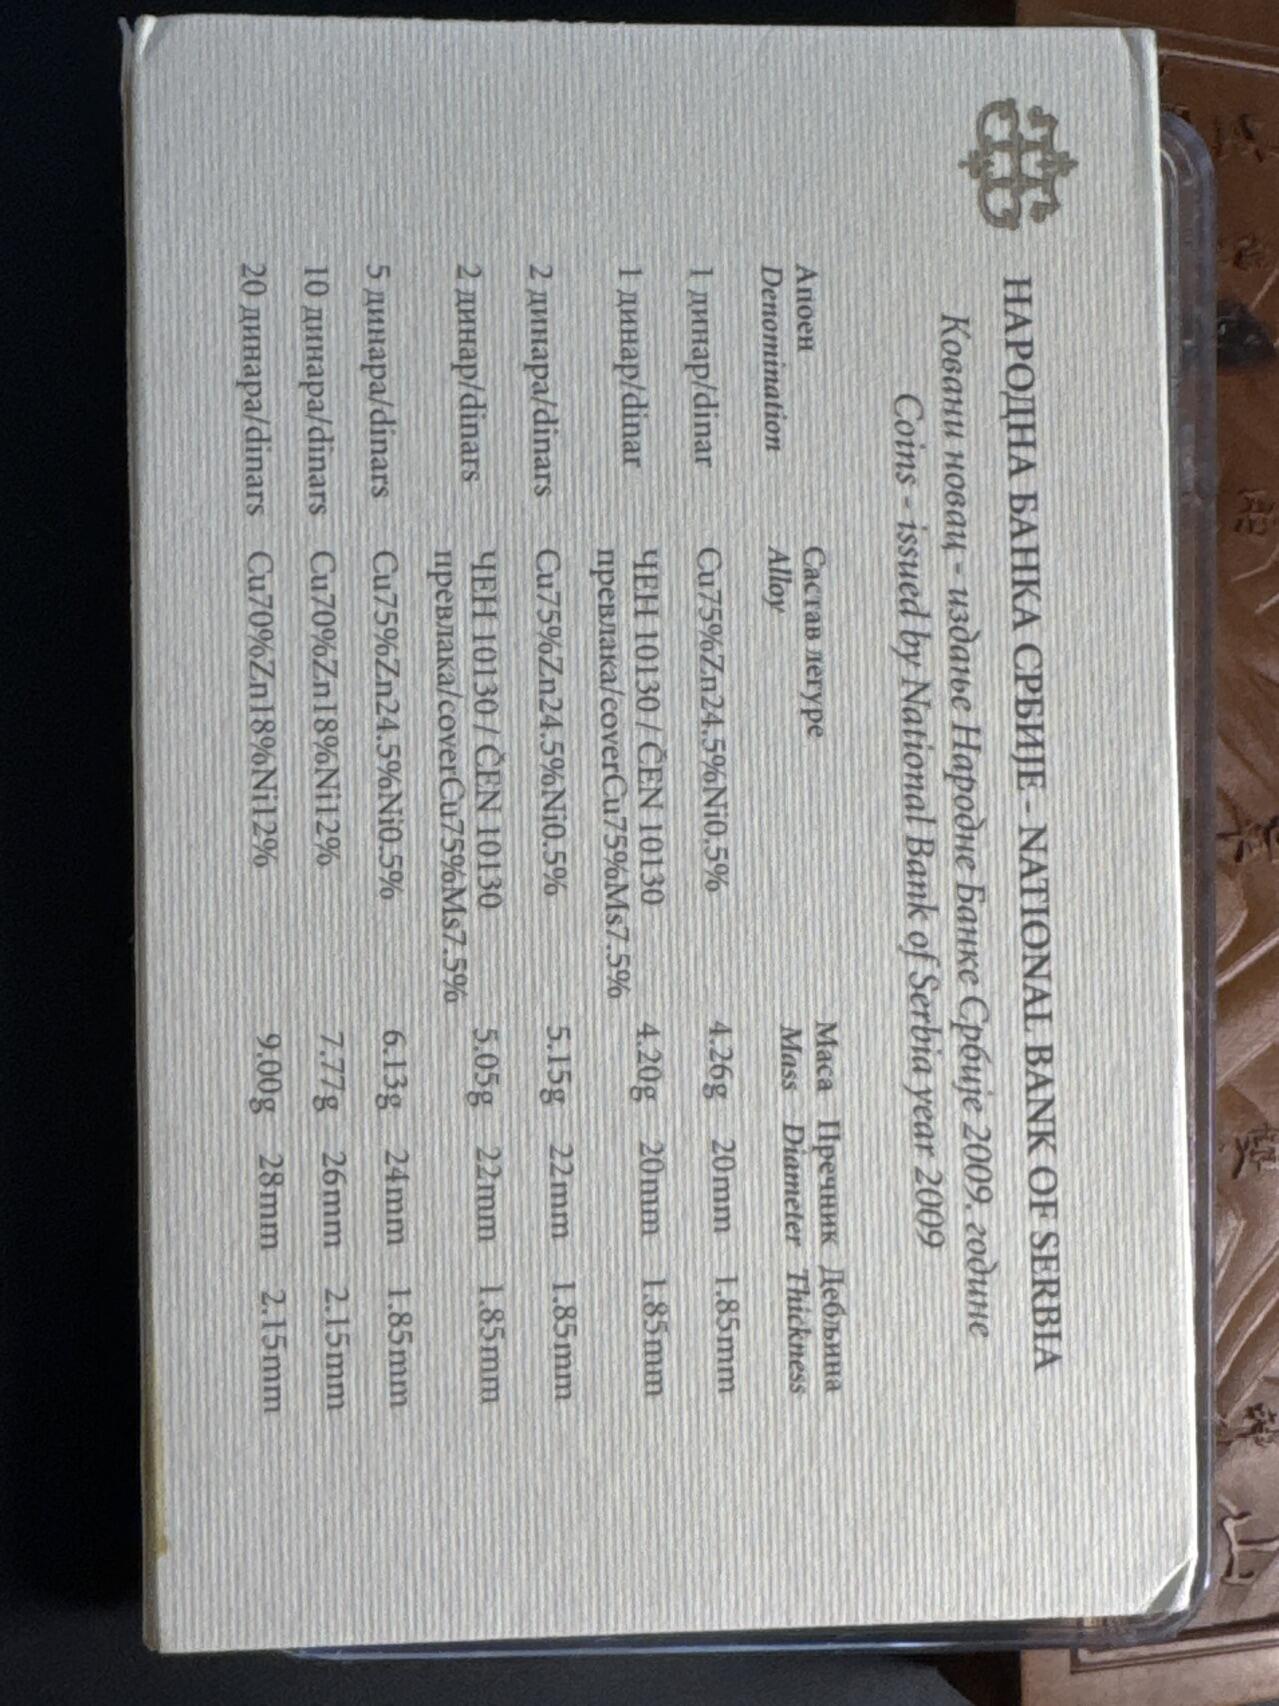 НАРОДНА БАНКА СРБИЈЕ - NATIONAL BANK OF SERBIA
Ковани новац - издање Народне Банке Србије 2009. године
Coins - issued by National Bank of Serbia year 2009
Апоен Састав легуре Маса Пречник Дебљина
Denomination Alloy Mass Diameter Thickness
1 динар/dinar Cu75%Zn24.5%Ni0.5% 4.26g 20mm 1.85mm
1 динар/dinar ЧЕН 10130 / ČEN 10130 4.20g 20mm 1.85mm
превлака/coverCu75%Ms7.5%
2 динара/dinars Cu75%Zn24.5%Ni0.5% 5.15g 22mm 1.85mm
2 динар/dinars ЧЕН 10130 / ČEN 10130 5.05g 22mm 1.85mm
превлака/coverCu75%Ms7.5%
5 динара/dinars Cu75%Zn24.5%Ni0.5% 6.13g 24mm 1.85mm
10 динара/dinars Cu70%Zn18%Ni12% 7.77g 26mm 2.15mm
20 динара/dinars Cu70%Zn18%Ni12% 9.00g 28mm 2.15mm